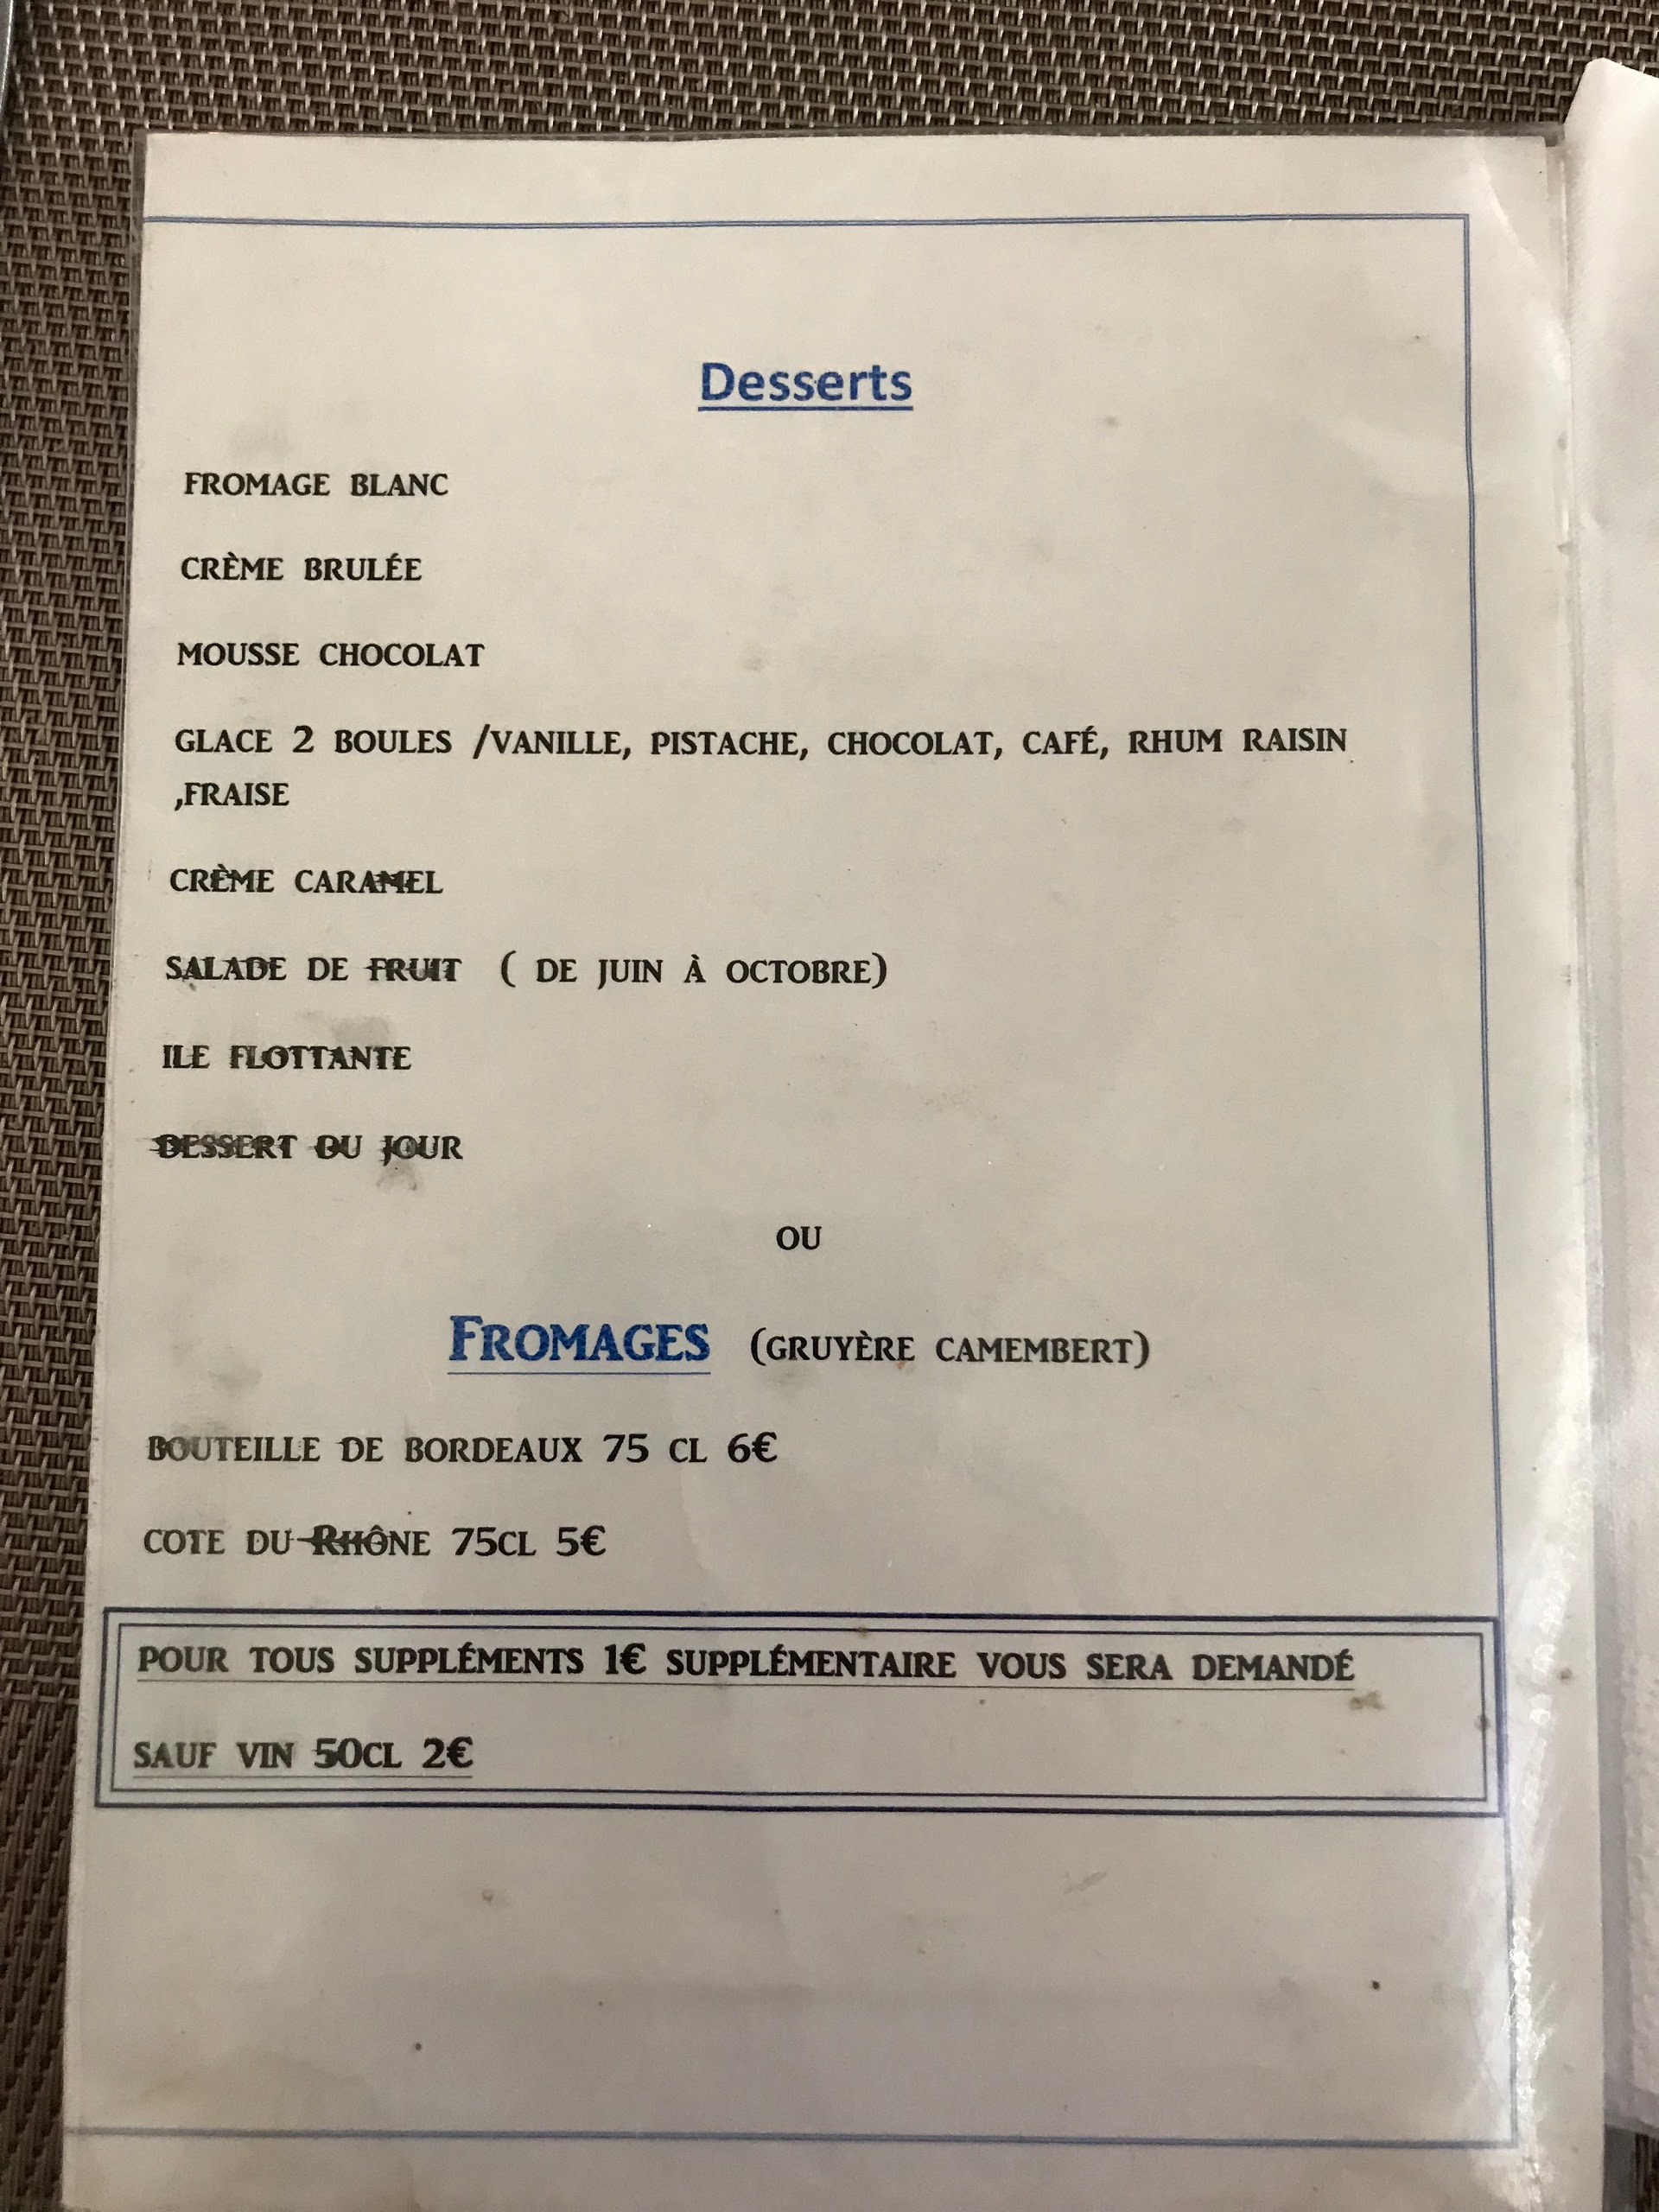 Desserts
FROMAGE BLANC
CRÈME BRULÉE
MOUSSE CHOCOLAT
GLACE 2 BOULES /VANILLE, PISTACHE, CHOCOLAT, CAFÉ, RHUM RAISIN
,FRAISE
CRÈME CARAMEL
SALADE DE FRUIT ( DE JUIN À OCTOBRE)
ILE FLOTTANTE
DESSERT DU JOUR
OU
FROMAGES (GRUYÈRE CAMEMBERT)
BOUTEILLE DE BORDEAUX 75 CL 6€
COTE DU RHÔNE 75CL 5€
POUR TOUS SUPPLÉMENTS 1€ SUPPLÉMENTAIRE VOUS SERA DEMANDÉ
SAUF VIN 50CL 2€